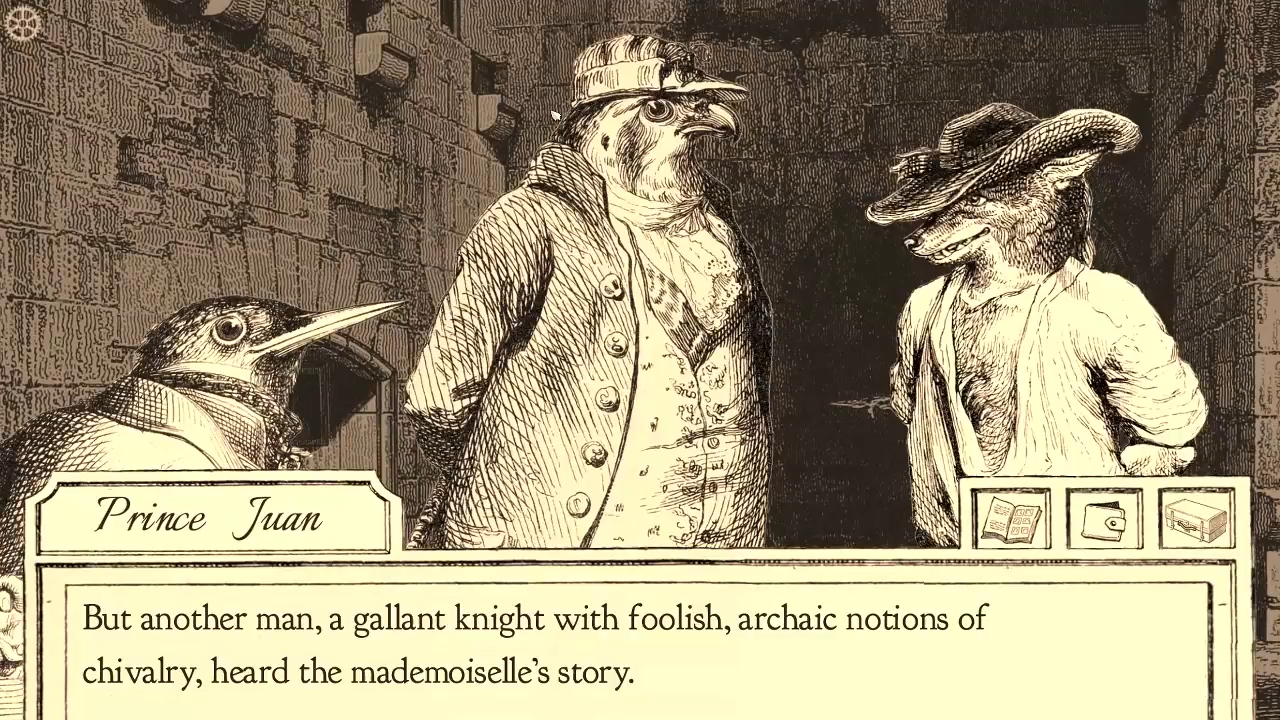 Prince Juan
But another man, a gallant knight with foolish, archaic notions of
chivalry, heard the mademoiselle's story.